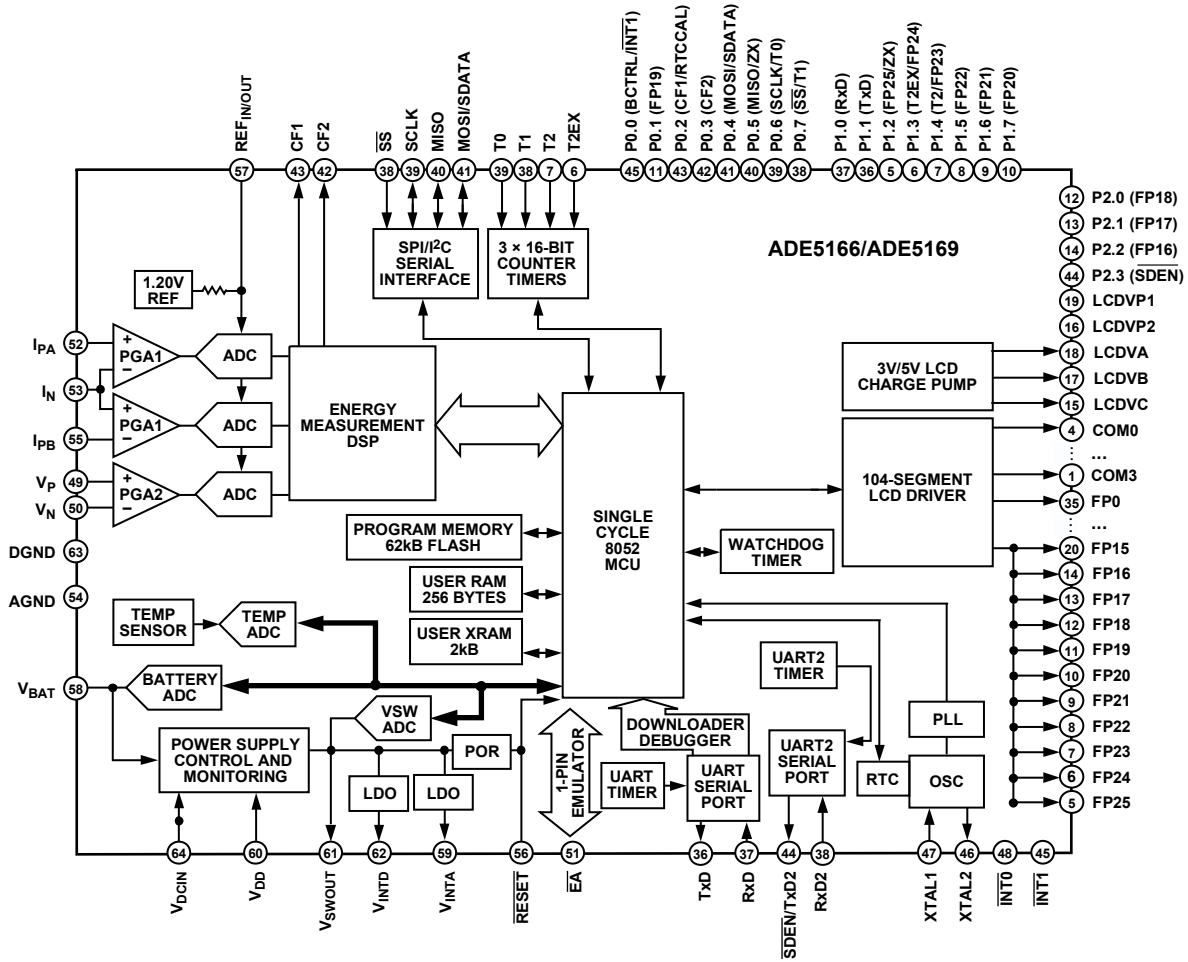 REFIN/OUT
CF1
CF2
SS
SCLK
MISO
MOSI/SDATA
T0
T1
T2
T2EX
P0.0 (BCTRL/INT1)
P0.1 (FP19)
P0.2 (CF1/RTCCAL)
P0.3 (CF2)
P0.4 (MOSI/SDATA)
P0.5 (MISO/ZX)
P0.6 (SCLK/T0)
P0.7 (SS/T1)
P1.0 (RxD)
P1.1 (TxD)
P1.2 (FP25/ZX)
P1.3 (T2EX/FP24)
P1.4 (T2/FP23)
P1.5 (FP22)
P1.6 (FP21)
P1.7 (FP20)
57
43
42
38
39
40
41
39
38
7
6
45
11
43
42
41
40
39
38
37
36
5
6
7
8
9
10
ADE5166/ADE5169
12 P2.0 (FP18)
13 P2.1 (FP17)
14 P2.2 (FP16)
44 P2.3 (SDEN)
19 LCDVP1
16 LCDVP2
18 LCDVA
17 LCDVB
15 LCDVC
4 COM0
...
1 COM3
35 FP0
...
20 FP15
14 FP16
13 FP17
12 FP18
11 FP19
10 FP20
9 FP21
8 FP22
7 FP23
6 FP24
5 FP25
SPI/I2C
SERIAL
INTERFACE
3 × 16-BIT
COUNTER
TIMERS
1.20V
REF
IPA 52
IN 53
IPB 55
VP 49
VN 50
DGND 63
AGND 54
VBAT 58
+
PGA1
–
ADC
+
PGA1
–
ADC
+
PGA2
–
ADC
ENERGY
MEASUREMENT
DSP
3V/5V LCD
CHARGE PUMP
104-SEGMENT
LCD DRIVER
SINGLE
CYCLE
8052
MCU
PROGRAM MEMORY
62kB FLASH
USER RAM
256 BYTES
USER XRAM
2kB
WATCHDOG
TIMER
TEMP
SENSOR
TEMP
ADC
BATTERY
ADC
VSW
ADC
POWER SUPPLY
CONTROL AND
MONITORING
LDO
LDO
POR
1-PIN
EMULATOR
DOWNLOADER
DEBUGGER
UART
TIMER
UART
SERIAL
PORT
UART2
TIMER
UART2
SERIAL
PORT
PLL
RTC
OSC
64
60
61
62
59
56
51
36
37
44
38
47
46
48
45
VDCIN
VDD
VSWOUT
VINTD
VINTA
RESET
EA
TxD
RxD
SDEN/TxD2
RxD2
XTAL1
XTAL2
INT0
INT1